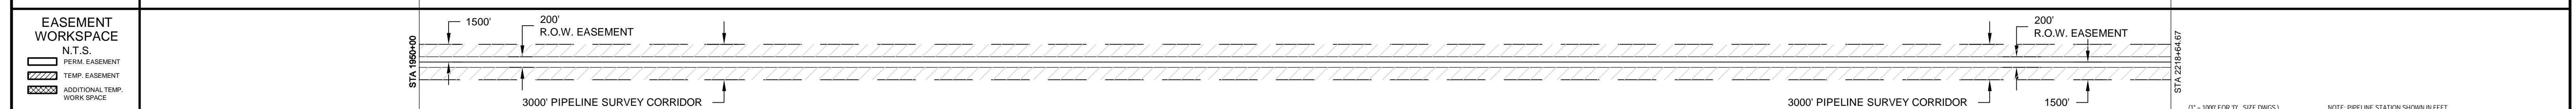 EASEMENT
WORKSPACE
N.T.S.
PERM. EASEMENT
TEMP. EASEMENT
ADDITIONAL TEMP.
WORK SPACE
STA 1950+00
1500'
200'
R.O.W. EASEMENT
3000' PIPELINE SURVEY CORRIDOR
3000' PIPELINE SURVEY CORRIDOR
200'
R.O.W. EASEMENT
1500'
STA 2218+64.67
NOTE: PIPELINE STATION SHOWN IN FEET